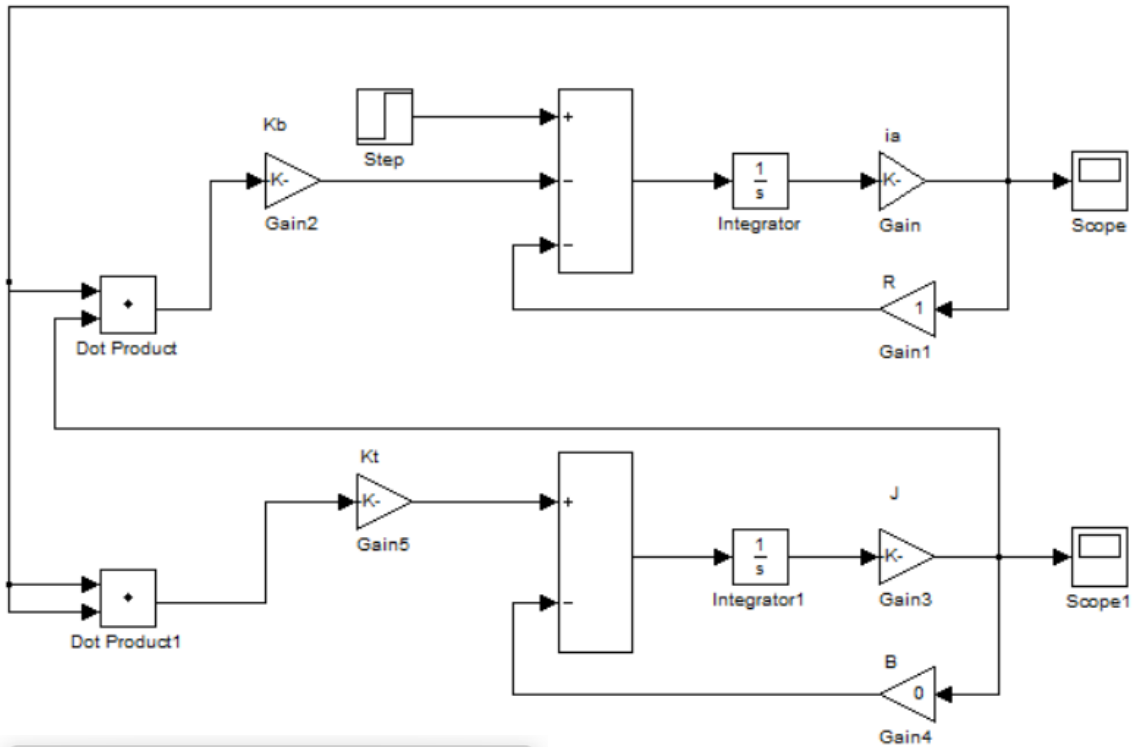 Kb
K-
Gain2
Step
+
−
−
1
s
Integrator
ia
K-
Gain
Scope
R
1
Gain1
Dot Product
Kt
K-
Gain5
+
−
1
s
Integrator1
J
K-
Gain3
Scope1
Dot Product1
B
0
Gain4